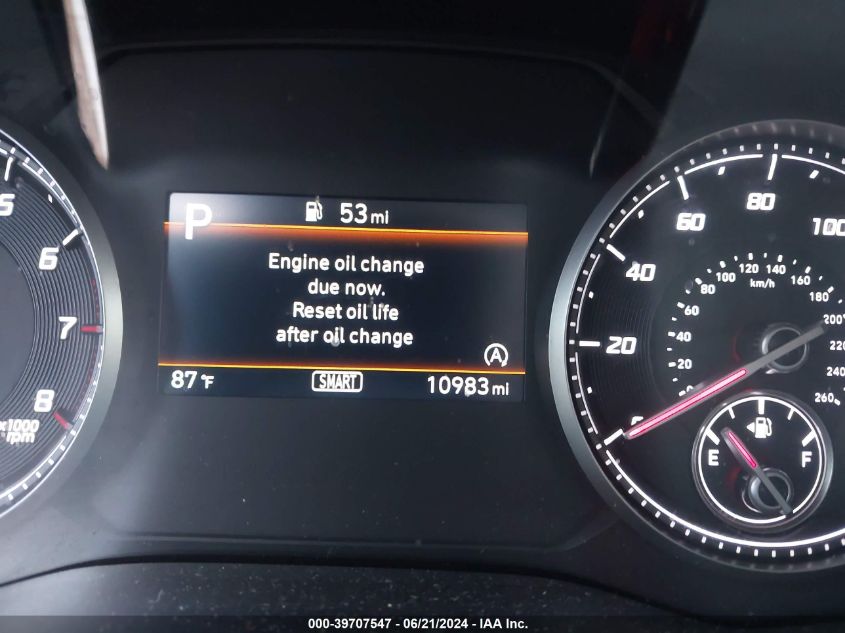 P 53 mi
Engine oil change
due now.
Reset oil life
after oil change
A
87 °F SMART 10983 mi
5
6
7
8
x1000
rpm
0
20
40
60
80
100
0
20
40
60
80
100
120
140
160
180
200
220
240
260
km/h
E F
000-39707547 - 06/21/2024 - IAA Inc.